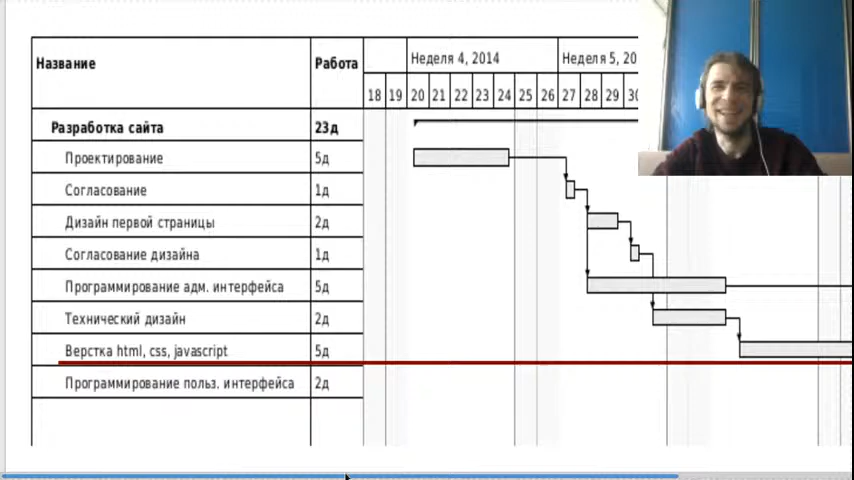 Название Работа Неделя 4, 2014 Неделя 5, 20
18 19 20 21 22 23 24 25 26 27 28 29 30
Разработка сайта 23д
Проектирование 5д
Согласование 1д
Дизайн первой страницы 2д
Согласование дизайна 1д
Программирование адм. интерфейса 5д
Технический дизайн 2д
Верстка html, css, javascript 5д
Программирование польз. интерфейса 2д